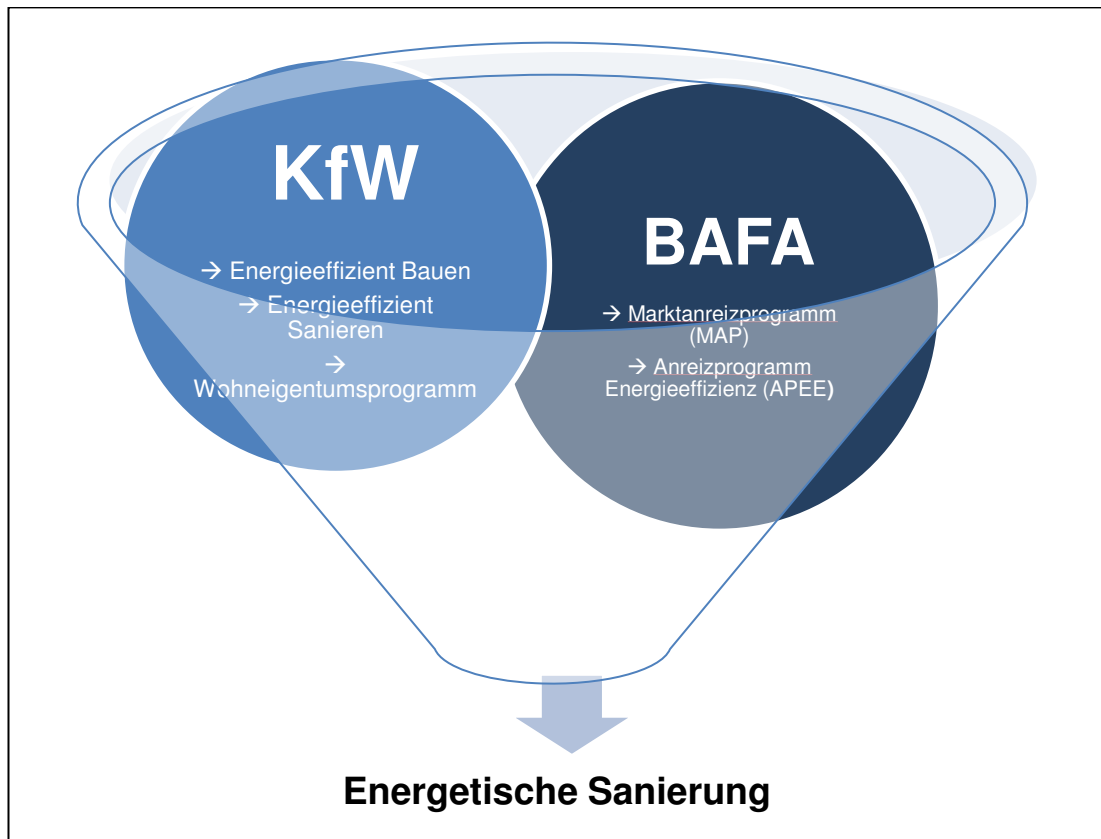 KfW
→ Energieeffizient Bauen
→ Energieeffizient
Sanieren
→
Wohneigentumsprogramm
BAFA
→ Marktanreizprogramm
(MAP)
→ Anreizprogramm
Energieeffizienz (APEE)
Energetische Sanierung